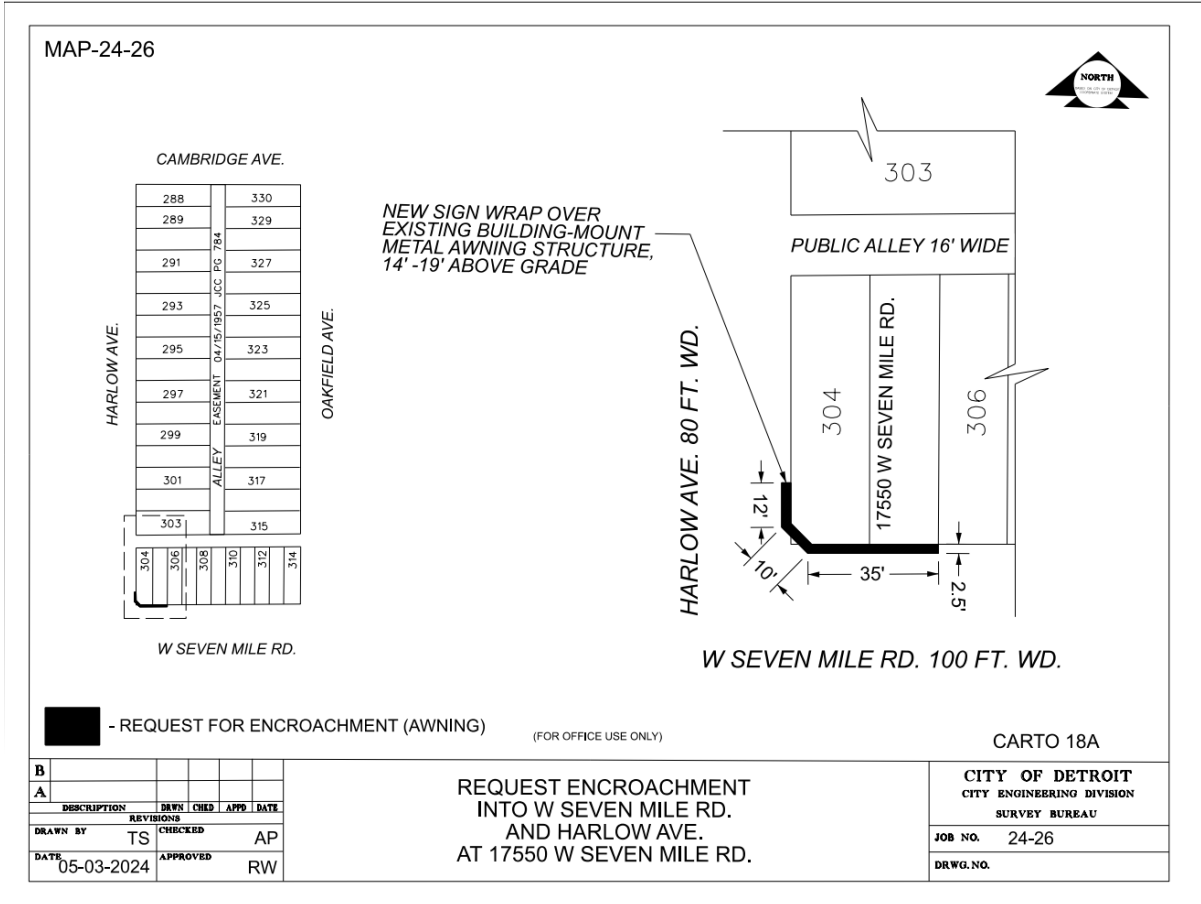 MAP-24-26
NORTH
CAMBRIDGE AVE.
288
289
291
293
295
297
299
301
303
330
329
327
325
323
321
319
317
315
ALLEY EASEMENT 04/15/1957 JCC PG 784
HARLOW AVE.
OAKFIELD AVE.
304
306
308
310
312
314
W SEVEN MILE RD.
NEW SIGN WRAP OVER
EXISTING BUILDING-MOUNT
METAL AWNING STRUCTURE,
14' -19' ABOVE GRADE
303
PUBLIC ALLEY 16' WIDE
HARLOW AVE. 80 FT. WD.
304
17550 W SEVEN MILE RD.
306
12'
10'
35'
2.5'
W SEVEN MILE RD. 100 FT. WD.
- REQUEST FOR ENCROACHMENT (AWNING)
(FOR OFFICE USE ONLY)
CARTO 18A
B
A
DESCRIPTION DRWN CHKD APPD DATE
REVISIONS
DRAWN BY TS CHECKED AP
DATE 05-03-2024 APPROVED RW
REQUEST ENCROACHMENT
INTO W SEVEN MILE RD.
AND HARLOW AVE.
AT 17550 W SEVEN MILE RD.
CITY OF DETROIT
CITY ENGINEERING DIVISION
SURVEY BUREAU
JOB NO. 24-26
DRWG. NO.